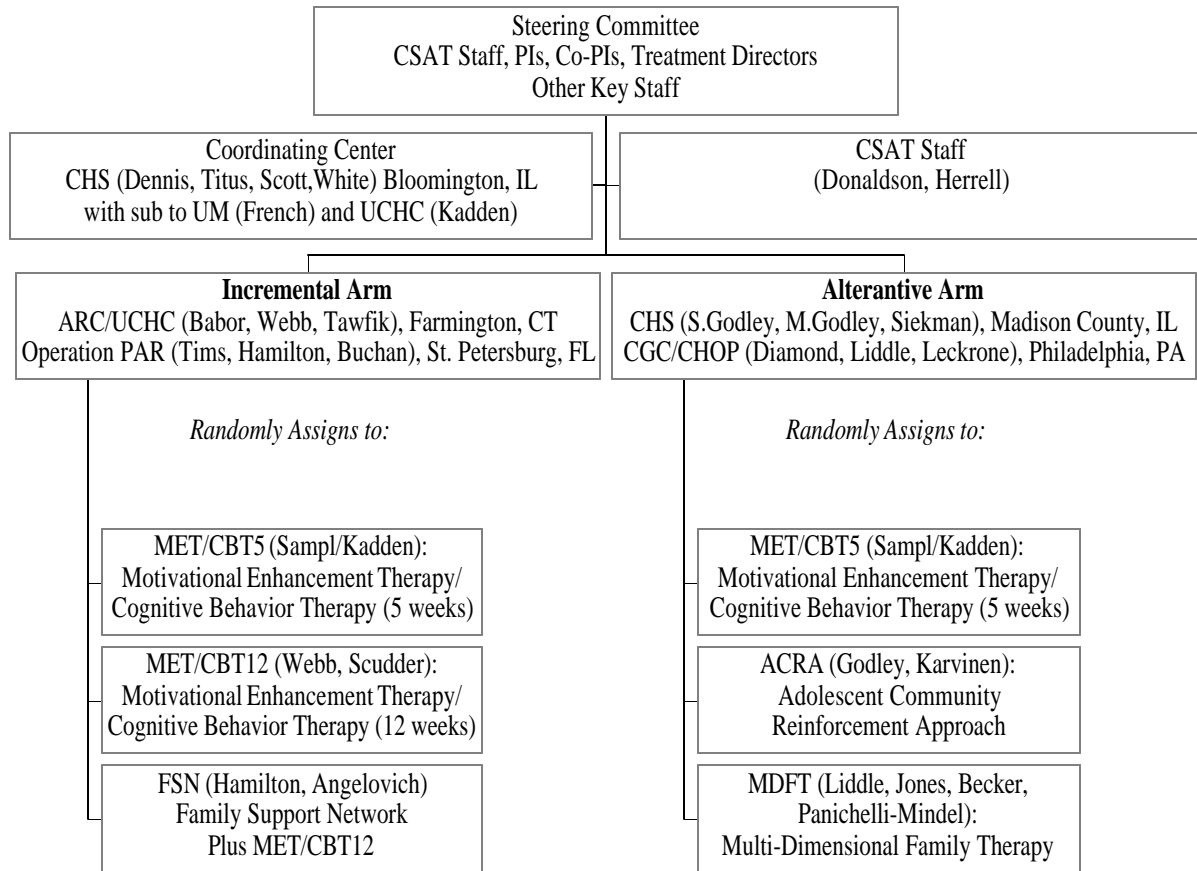 Steering Committee
CSAT Staff, PIs, Co-PIs, Treatment Directors
Other Key Staff
Coordinating Center
CHS (Dennis, Titus, Scott,White) Bloomington, IL
with sub to UM (French) and UCHC (Kadden)
CSAT Staff
(Donaldson, Herrell)
Incremental Arm
ARC/UCHC (Babor, Webb, Tawfik), Farmington, CT
Operation PAR (Tims, Hamilton, Buchan), St. Petersburg, FL
Alterantive Arm
CHS (S.Godley, M.Godley, Siekman), Madison County, IL
CGC/CHOP (Diamond, Liddle, Leckrone), Philadelphia, PA
Randomly Assigns to:
Randomly Assigns to:
MET/CBT5 (Sampl/Kadden):
Motivational Enhancement Therapy/
Cognitive Behavior Therapy (5 weeks)
MET/CBT12 (Webb, Scudder):
Motivational Enhancement Therapy/
Cognitive Behavior Therapy (12 weeks)
FSN (Hamilton, Angelovich)
Family Support Network
Plus MET/CBT12
MET/CBT5 (Sampl/Kadden):
Motivational Enhancement Therapy/
Cognitive Behavior Therapy (5 weeks)
ACRA (Godley, Karvinen):
Adolescent Community
Reinforcement Approach
MDFT (Liddle, Jones, Becker,
Panichelli-Mindel):
Multi-Dimensional Family Therapy